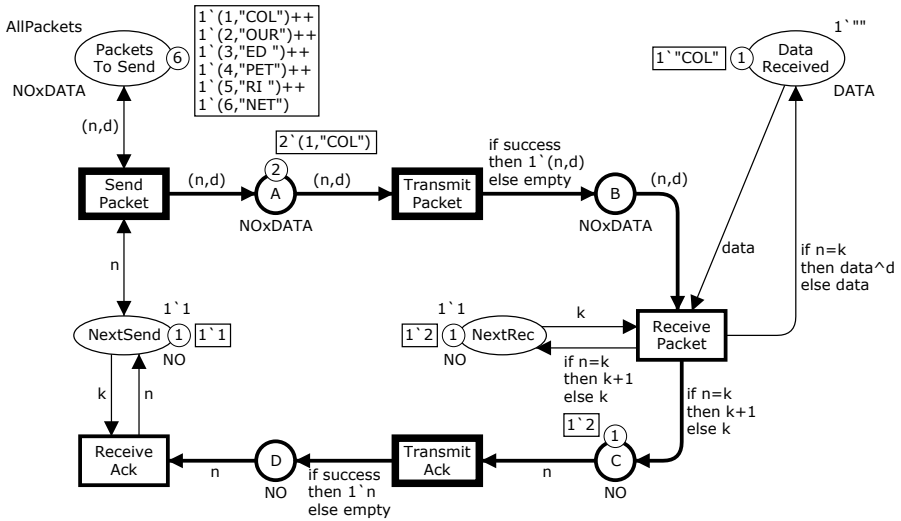 AllPackets
Packets
To Send
6
NOxDATA
1`(1,"COL")++
1`(2,"OUR")++
1`(3,"ED ")++
1`(4,"PET")++
1`(5,"RI ")++
1`(6,"NET")
1`""
1`"COL"
1
Data
Received
DATA
(n,d)
2`(1,"COL")
2
Send
Packet
(n,d)
A
NOxDATA
(n,d)
Transmit
Packet
if success
then 1`(n,d)
else empty
B
NOxDATA
(n,d)
n
data
if n=k
then data^d
else data
1`1
NextSend
1
1`1
NO
1`1
1`2
1
NextRec
NO
k
Receive
Packet
if n=k
then k+1
else k
if n=k
then k+1
else k
k
n
1`2
1
Receive
Ack
n
D
NO
if success
then 1`n
else empty
Transmit
Ack
n
C
NO